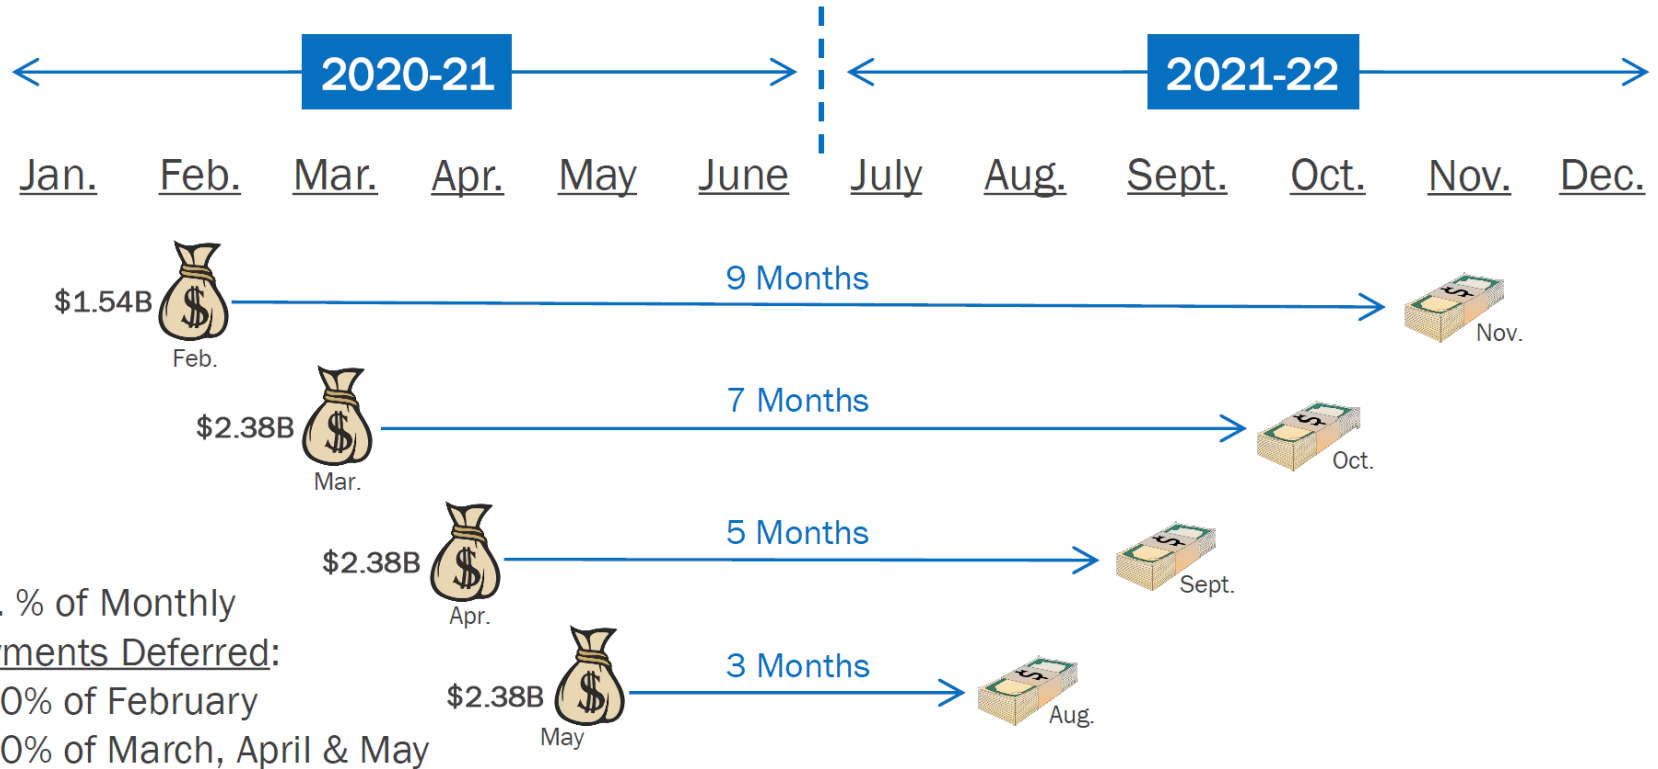 2020-21 2021-22
Jan. Feb. Mar. Apr. May June July Aug. Sept. Oct. Nov. Dec.
9 Months
$1.54B $ $
Feb. Nov.
7 Months
$2.38B $ $
Mar. Oct.
5 Months
$2.38B $ $
Apr. Sept.
3 Months
$2.38B $ $
May Aug.
% of Monthly
Deferred:
0% of February
0% of March, April & May